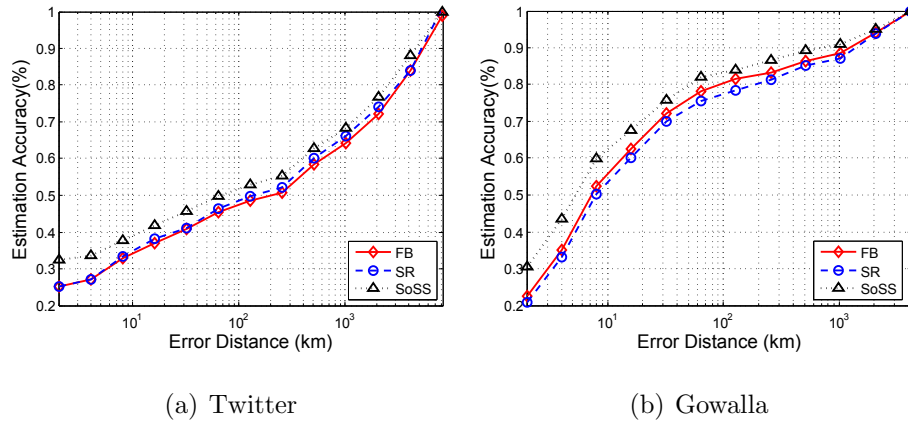 1
0.9
0.8
0.7
0.6
0.5
0.4
0.3
0.2
Estimation Accuracy(%)
10^1
10^2
10^3
Error Distance (km)
FB
SR
SoSS
(a) Twitter
1
0.9
0.8
0.7
0.6
0.5
0.4
0.3
0.2
Estimation Accuracy(%)
10^1
10^2
10^3
Error Distance (km)
FB
SR
SoSS
(b) Gowalla